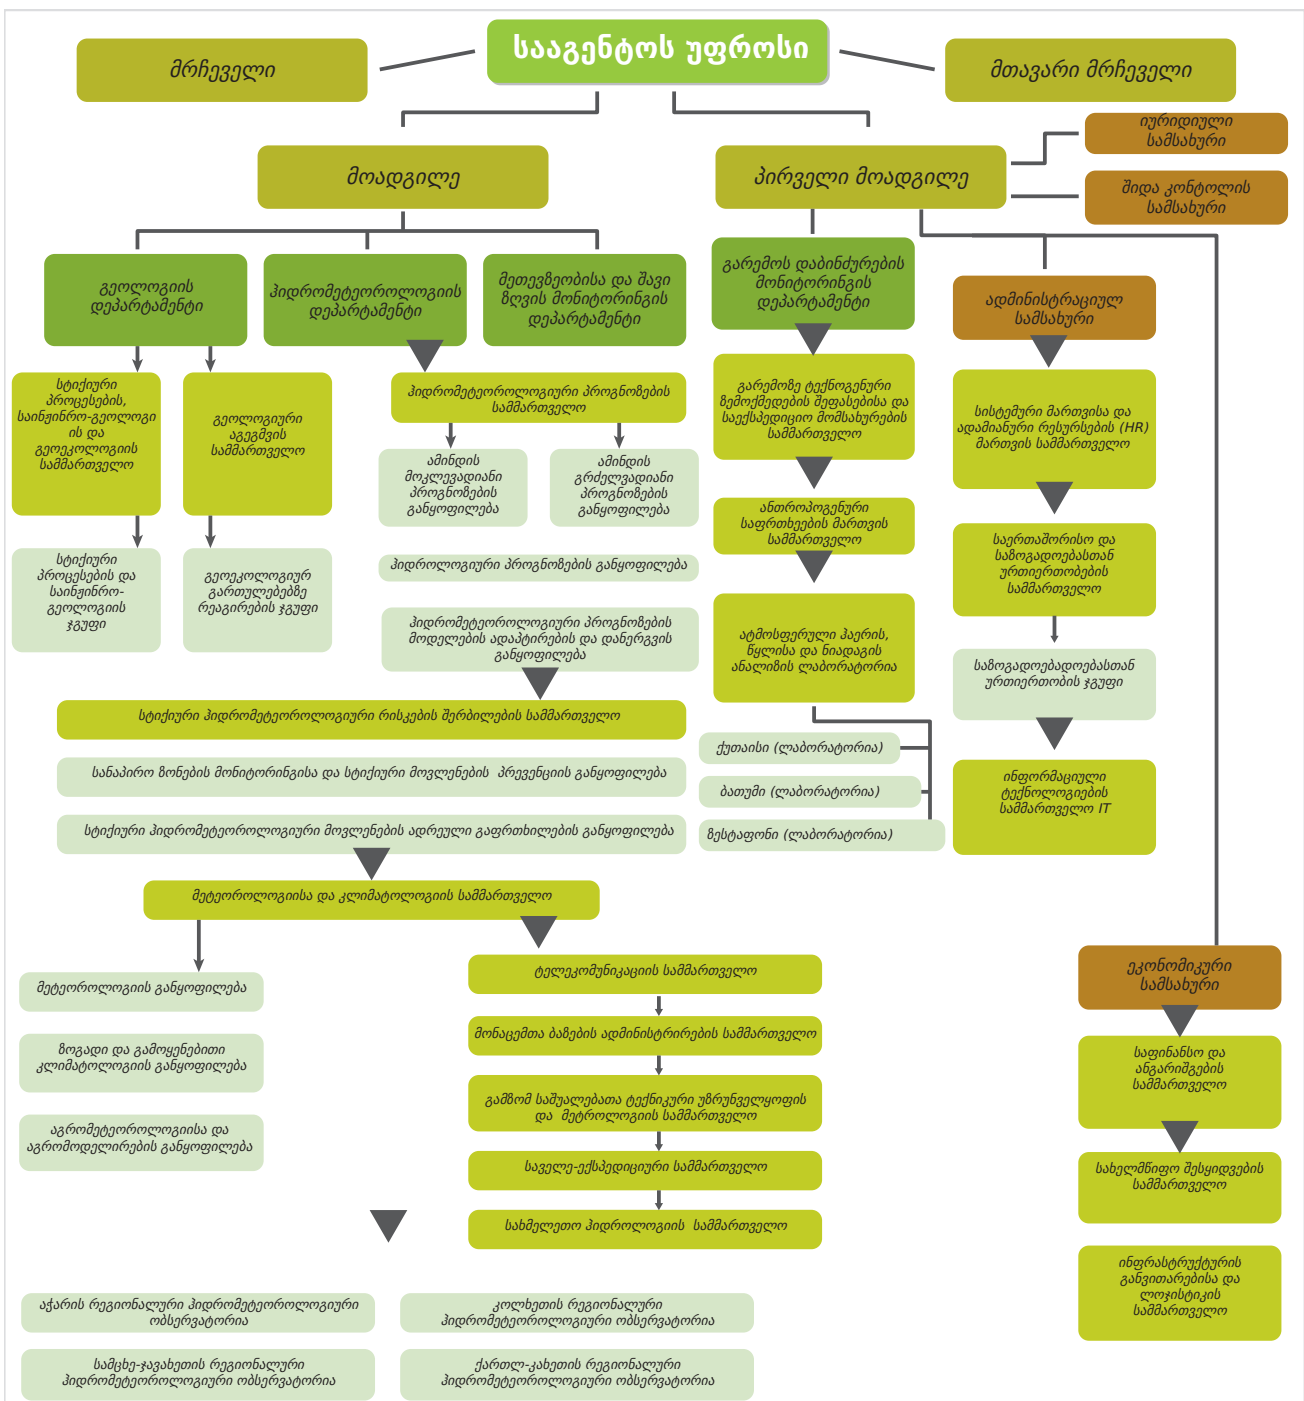 სააგენტოს უფროსი
მრჩეველი
მთავარი მრჩეველი
იურიდიული
სამსახური
მოადგილე
პირველი მოადგილე
შიდა კონტოლის
სამსახური
გეოლოგიის
დეპარტამენტი
ჰიდრომეტეოროლოგიის
დეპარტამენტი
მეთევზეობისა და შავი
ზღვის მონიტორინგის
დეპარტამენტი
გარემოს დაბინძურების
მონიტორინგის
დეპარტამენტი
ადმინისტრაციულ
სამსახური
სტიქიური
პროცესების,
საინჟინრო-გეოლოგი
ის და
გეოეკოლოგიის
სამმართველო
გეოლოგიური
აგეგმვის
სამმართველო
ჰიდრომეტეოროლოგიური პროგნოზების
სამმართველო
გარემოზე ტექნოგენური
ზემოქმედების შეფასებისა და
საექსპედიციო მომსახურების
სამმართველო
სისტემური მართვისა და
ადამიანური რესურსების (HR)
მართვის სამმართველო
ამინდის
მოკლევადიანი
პროგნოზების
განყოფილება
ამინდის
გრძელვადიანი
პროგნოზების
განყოფილება
ანთროპოგენური
საფრთხეების მართვის
სამმართველო
საერთაშორისო და
საზოგადოებასთან
ურთიერთობების
სამმართველო
სტიქიური
პროცესების და
საინჟინრო-
გეოლოგიის
ჯგუფი
გეოეკოლოგიურ
გართულებებზე
რეაგირების ჯგუფი
ჰიდროლოგიური პროგნოზების განყოფილება
ჰიდრომეტეოროლოგიური პროგნოზების
მოდელების ადაპტირების და დანერგვის
განყოფილება
ატმოსფერული ჰაერის,
წყლისა და ნიადაგის
ანალიზის ლაბორატორია
საზოგადოებადოებასთან
ურთიერთობის ჯგუფი
სტიქიური ჰიდრომეტეოროლოგიური რისკების შერბილების სამმართველო
ქუთაისი (ლაბორატორია)
სანაპირო ზონების მონიტორინგისა და სტიქიური მოვლენების პრევენციის განყოფილება
ბათუმი (ლაბორატორია)
ინფორმაციული
ტექნოლოგიების
სამმართველო IT
სტიქიური ჰიდრომეტეოროლოგიური მოვლენების ადრეული გაფრთხილების განყოფილება
ზესტაფონი (ლაბორატორია)
მეტეოროლოგიისა და კლიმატოლოგიის სამმართველო
მეტეოროლოგიის განყოფილება
ტელეკომუნიკაციის სამმართველო
ეკონომიკური
სამსახური
ზოგადი და გამოყენებითი
კლიმატოლოგიის განყოფილება
მონაცემთა ბაზების ადმინისტრირების სამმართველო
საფინანსო და
ანგარიშგების
სამმართველო
გამზომ საშუალებათა ტექნიკური უზრუნველყოფის
და მეტროლოგიის სამმართველო
აგრომეტეოროლოგიისა და
აგრომოდელირების განყოფილება
საველე-ექსპედიციური სამმართველო
სახელმწიფო შესყიდვების
სამმართველო
სახმელეთო ჰიდროლოგიის სამმართველო
ინფრასტრუქტურის
განვითარებისა და
ლოჯისტიკის
სამმართველო
აჭარის რეგიონალური ჰიდრომეტეოროლოგიური
ობსერვატორია
კოლხეთის რეგიონალური
ჰიდრომეტეოროლოგიური ობსერვატორია
სამცხე-ჯავახეთის რეგიონალური
ჰიდრომეტეოროლოგიური ობსერვატორია
ქართლ-კახეთის რეგიონალური
ჰიდრომეტეოროლოგიური ობსერვატორია